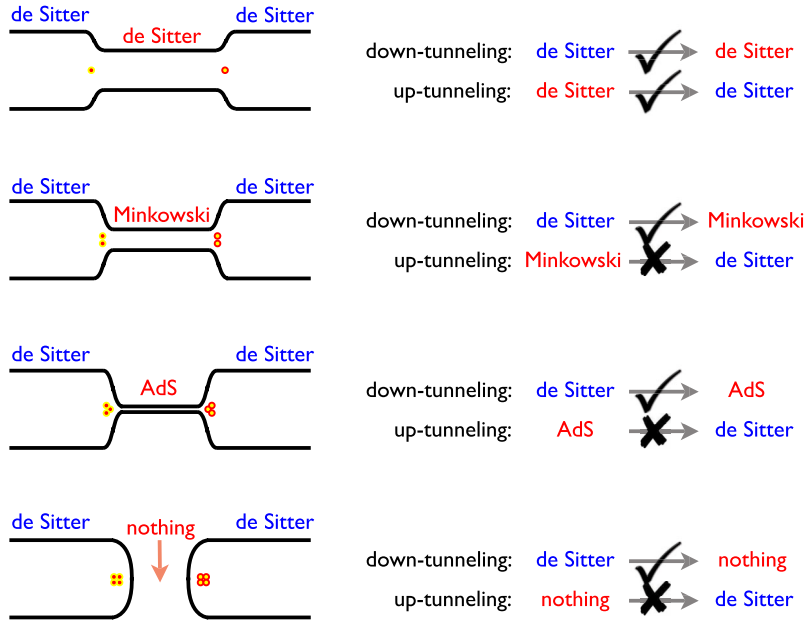 de Sitter de Sitter
de Sitter
down-tunneling: de Sitter de Sitter
up-tunneling: de Sitter de Sitter
de Sitter de Sitter
Minkowski
down-tunneling: de Sitter Minkowski
up-tunneling: Minkowski de Sitter
de Sitter de Sitter
AdS
down-tunneling: de Sitter AdS
up-tunneling: AdS de Sitter
de Sitter de Sitter
nothing
down-tunneling: de Sitter nothing
up-tunneling: nothing de Sitter